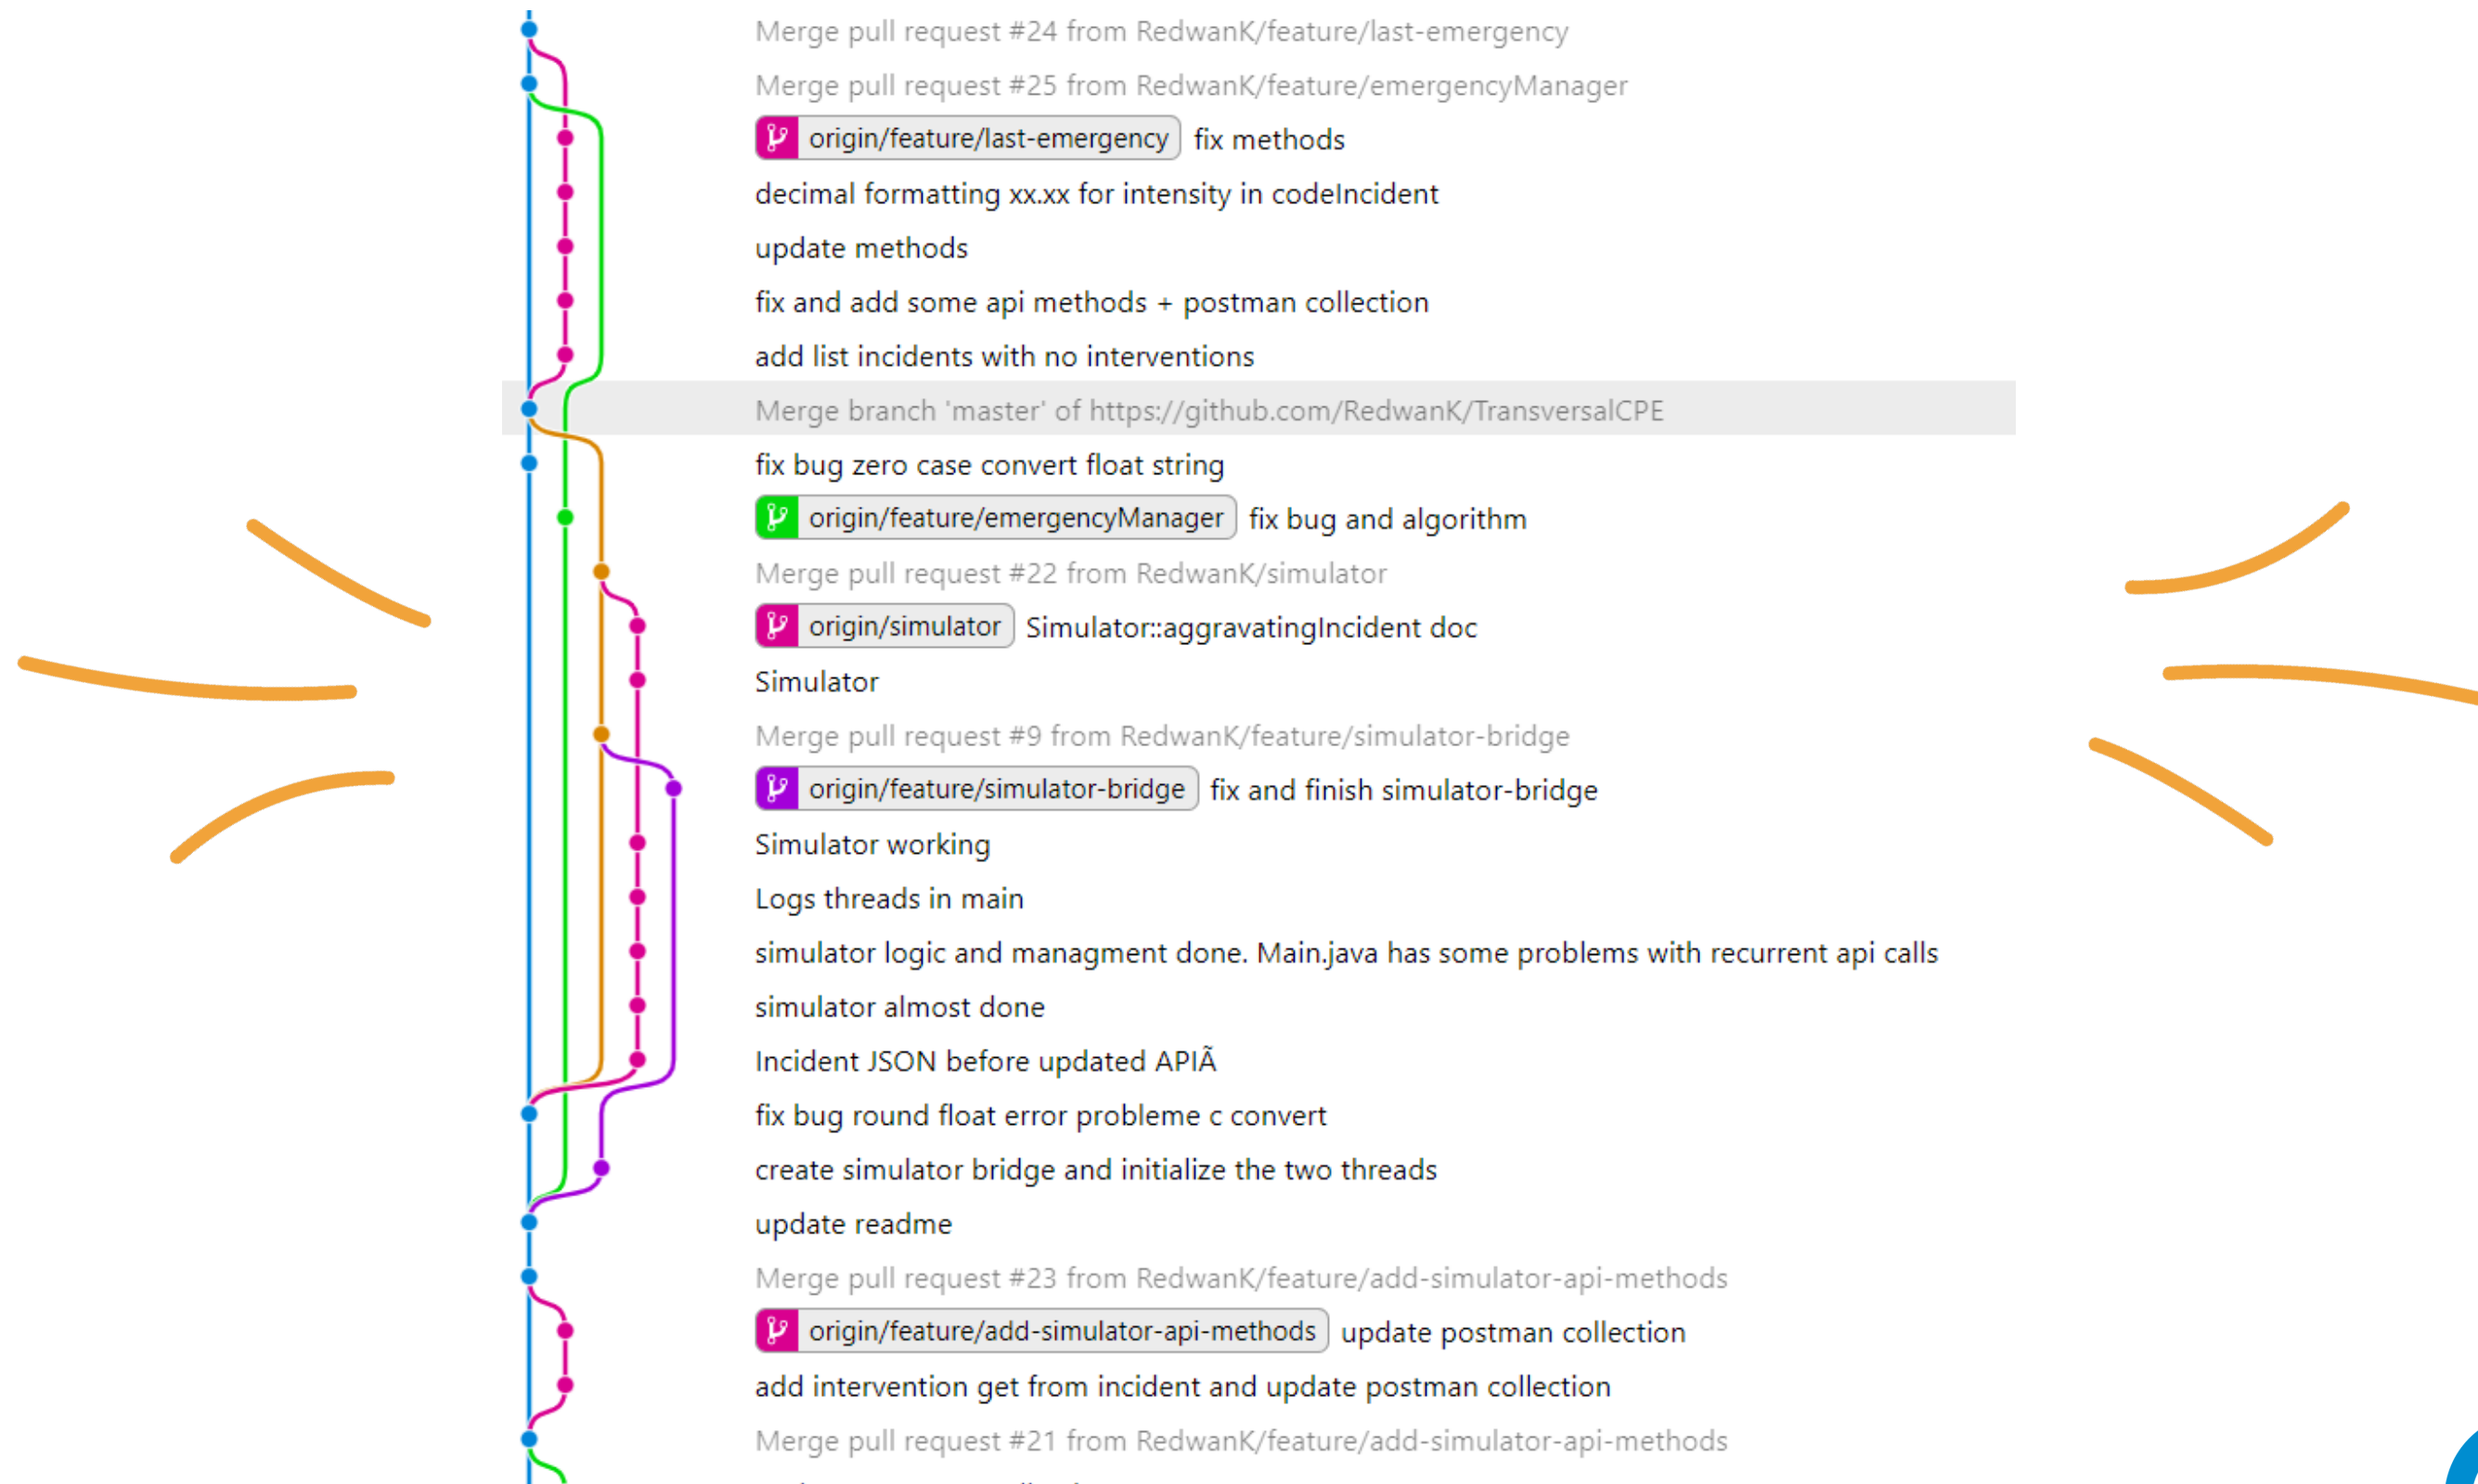 Merge pull request #24 from RedwanK/feature/last-emergency
Merge pull request #25 from RedwanK/feature/emergencyManager
origin/feature/last-emergency fix methods
decimal formatting xx.xx for intensity in codeIncident
update methods
fix and add some api methods + postman collection
add list incidents with no interventions
Merge branch 'master' of https://github.com/RedwanK/TransversalCPE
fix bug zero case convert float string
origin/feature/emergencyManager fix bug and algorithm
Merge pull request #22 from RedwanK/simulator
origin/simulator Simulator::aggravatingIncident doc
Simulator
Merge pull request #9 from RedwanK/feature/simulator-bridge
origin/feature/simulator-bridge fix and finish simulator-bridge
Simulator working
Logs threads in main
simulator logic and managment done. Main.java has some problems with recurrent api calls
simulator almost done
Incident JSON before updated APIÃ
fix bug round float error probleme c convert
create simulator bridge and initialize the two threads
update readme
Merge pull request #23 from RedwanK/feature/add-simulator-api-methods
origin/feature/add-simulator-api-methods update postman collection
add intervention get from incident and update postman collection
Merge pull request #21 from RedwanK/feature/add-simulator-api-methods